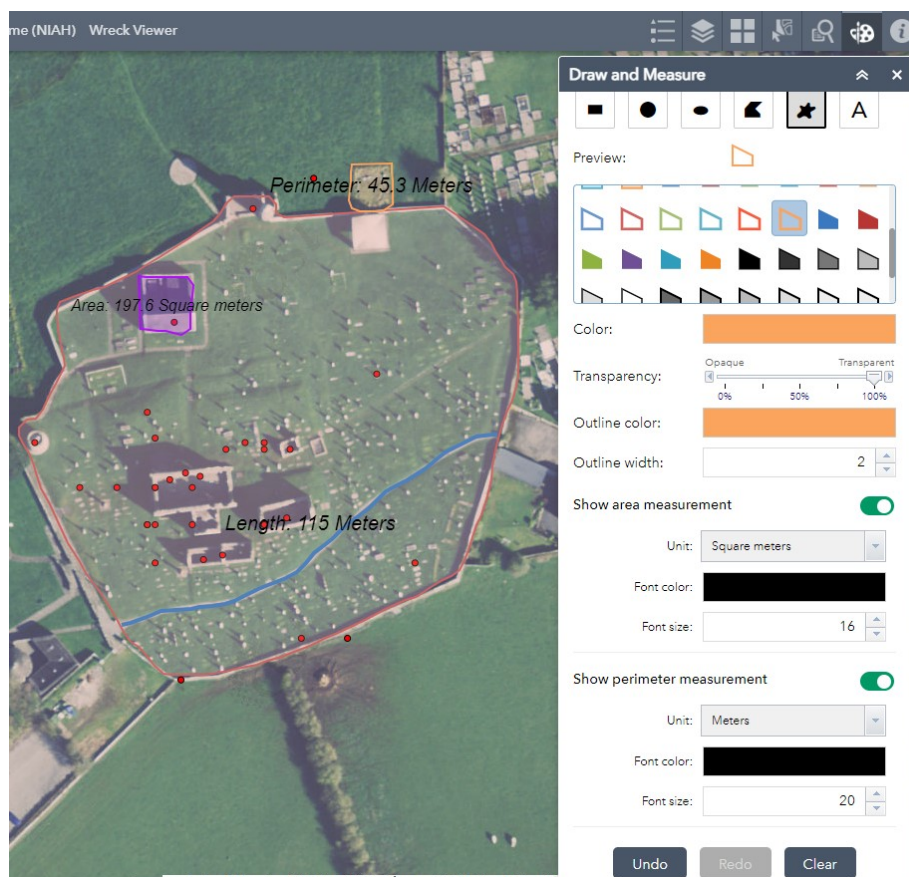 me (NIAH) Wreck Viewer
i
Draw and Measure
A
Preview:
Perimeter: 45.3 Meters
Area: 197.6 Square meters
Length: 115 Meters
Color:
Opaque Transparent
Transparency:
0% 50% 100%
Outline color:
Outline width: 2
Show area measurement
Unit: Square meters
Font color:
Font size: 16
Show perimeter measurement
Unit: Meters
Font color:
Font size: 20
Undo Redo Clear